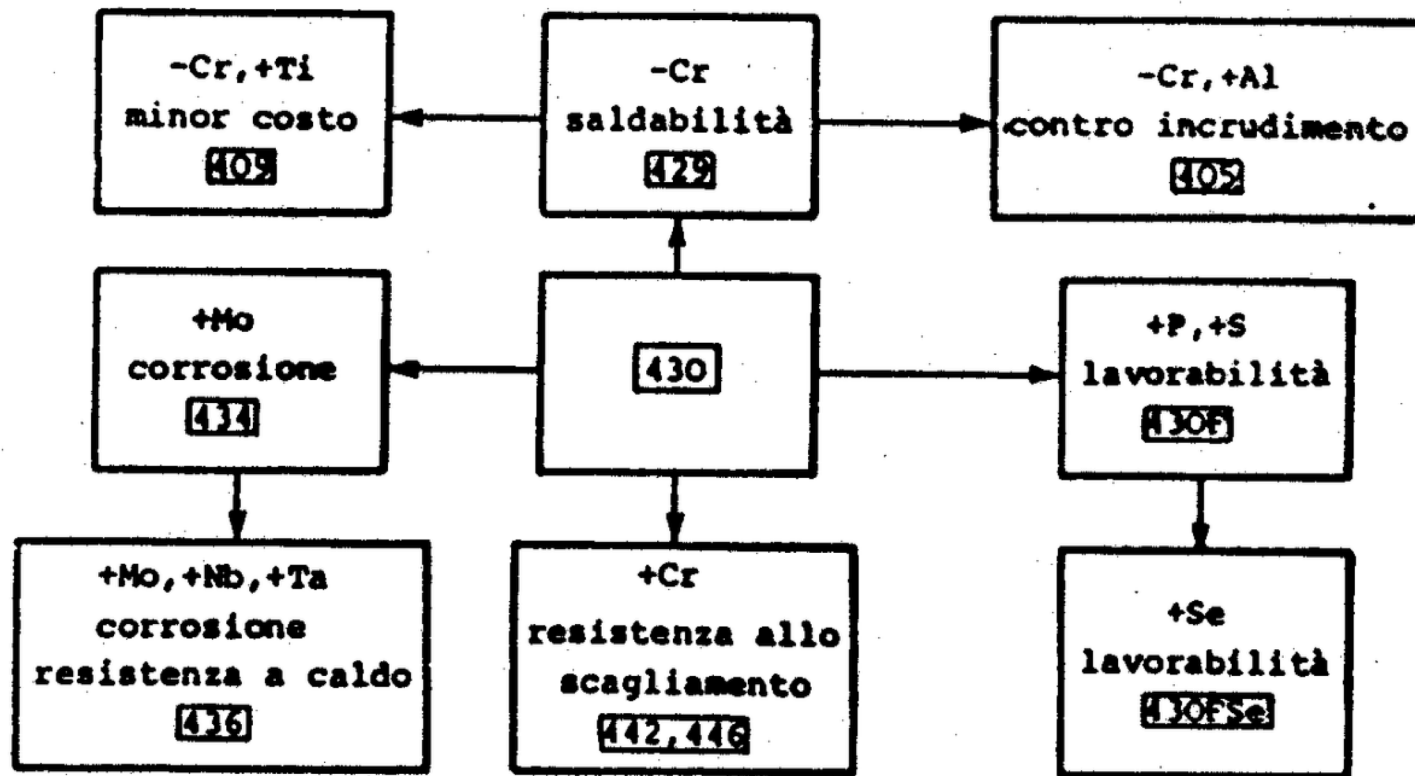 -Cr,+Ti
minor costo
409
-Cr
saldabilità
429
-Cr,+Al
contro incrudimento
405
+Mo
corrosione
434
430
+P,+S
lavorabilità
430F
+Mo,+Nb,+Ta
corrosione
resistenza a caldo
436
+Cr
resistenza allo
scagliamento
442,446
+Se
lavorabilità
430FSe